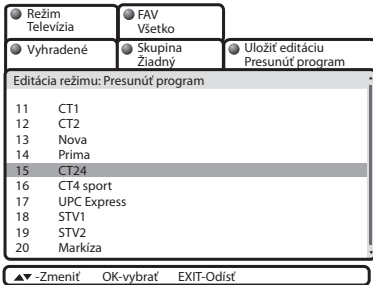 Režim
Televízia
FAV
Všetko
Vyhradené
Skupina
Žiadný
Uložiť editáciu
Presunúť program
Editácia režimu: Presunúť program
11 CT1
12 CT2
13 Nova
14 Prima
15 CT24
16 CT4 sport
17 UPC Express
18 STV1
19 STV2
20 Markíza
▲▼ -Zmeniť OK-vybrať EXIT-Odísť